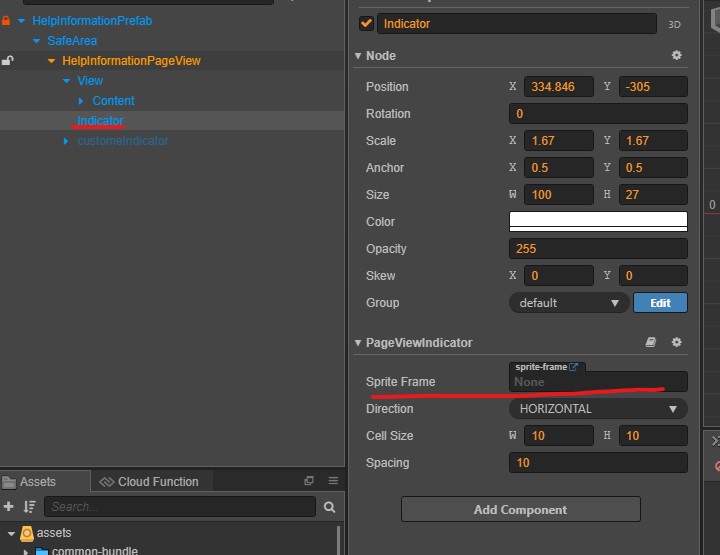 HelpInformationPrefab
SafeArea
HelpInformationPageView
View
Content
Indicator
customeIndicator
Assets
Cloud Function
Search...
assets
common-bundle
Indicator
3D
Node
Position X 334.846 Y -305
Rotation 0
Scale X 1.67 Y 1.67
Anchor X 0.5 Y 0.5
Size W 100 H 27
Color
Opacity 255
Skew X 0 Y 0
Group default Edit
PageViewIndicator
sprite-frame
Sprite Frame None
Direction HORIZONTAL
Cell Size W 10 H 10
Spacing 10
Add Component
0